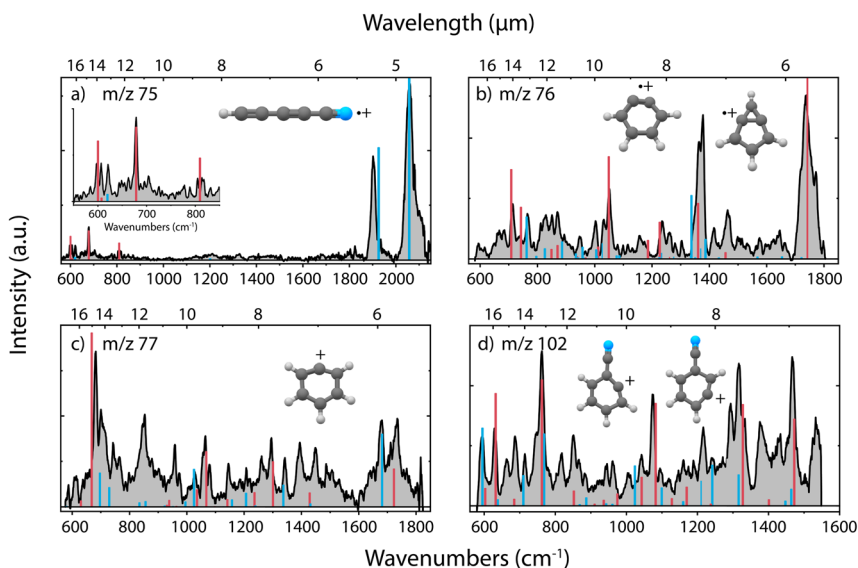 Wavelength (μm)
16 14 12 10 8 6 5
16 14 12 10 8 6
a) m/z 75
•+
b) m/z 76
•+
•+
600 700 800
Wavenumbers (cm-1)
600 800 1000 1200 1400 1600 1800 2000
600 800 1000 1200 1400 1600 1800
Intensity (a.u.)
16 14 12 10 8 6
16 14 12 10 8
c) m/z 77
+
d) m/z 102
+
+
600 800 1000 1200 1400 1600 1800
600 800 1000 1200 1400 1600
Wavenumbers (cm-1)